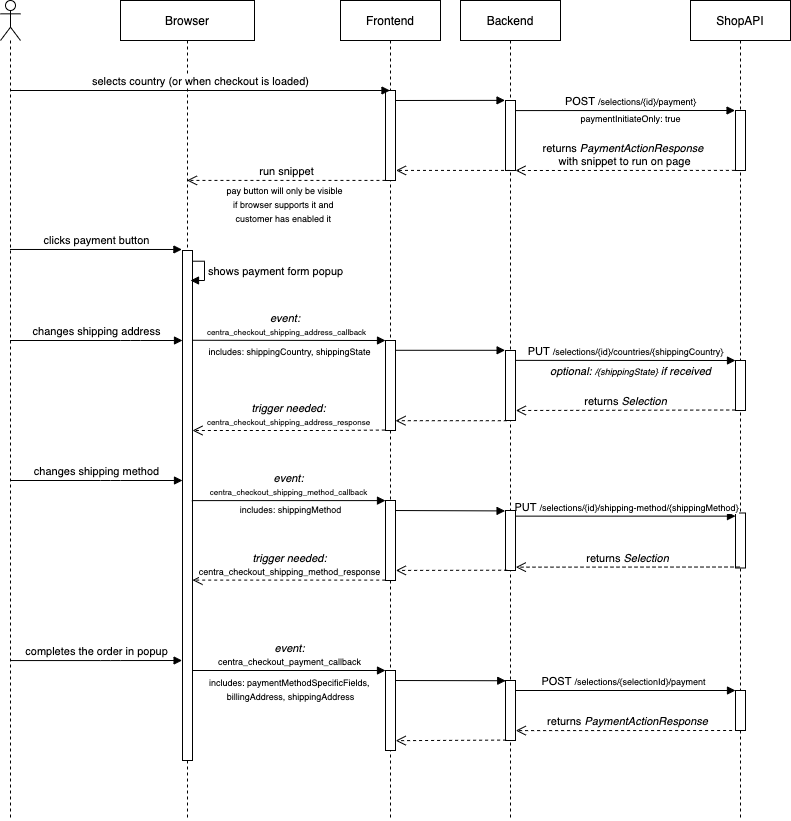 Browser
Frontend
Backend
ShopAPI
selects country (or when checkout is loaded)
POST /selections/{id}/payment}
paymentInitiateOnly: true
returns PaymentActionResponse
with snippet to run on page
run snippet
pay button will only be visible
if browser supports it and
customer has enabled it
clicks payment button
shows payment form popup
event:
centra_checkout_shipping_address_callback
changes shipping address
includes: shippingCountry, shippingState
PUT /selections/{id}/countries/{shippingCountry}
optional: /{shippingState} if received
returns Selection
trigger needed:
centra_checkout_shipping_address_response
changes shipping method
event:
centra_checkout_shipping_method_callback
includes: shippingMethod
PUT /selections/{id}/shipping-method/{shippingMethod}
returns Selection
trigger needed:
centra_checkout_shipping_method_response
completes the order in popup
event:
centra_checkout_payment_callback
includes: paymentMethodSpecificFields,
billingAddress, shippingAddress
POST /selections/{selectionId}/payment
returns PaymentActionResponse